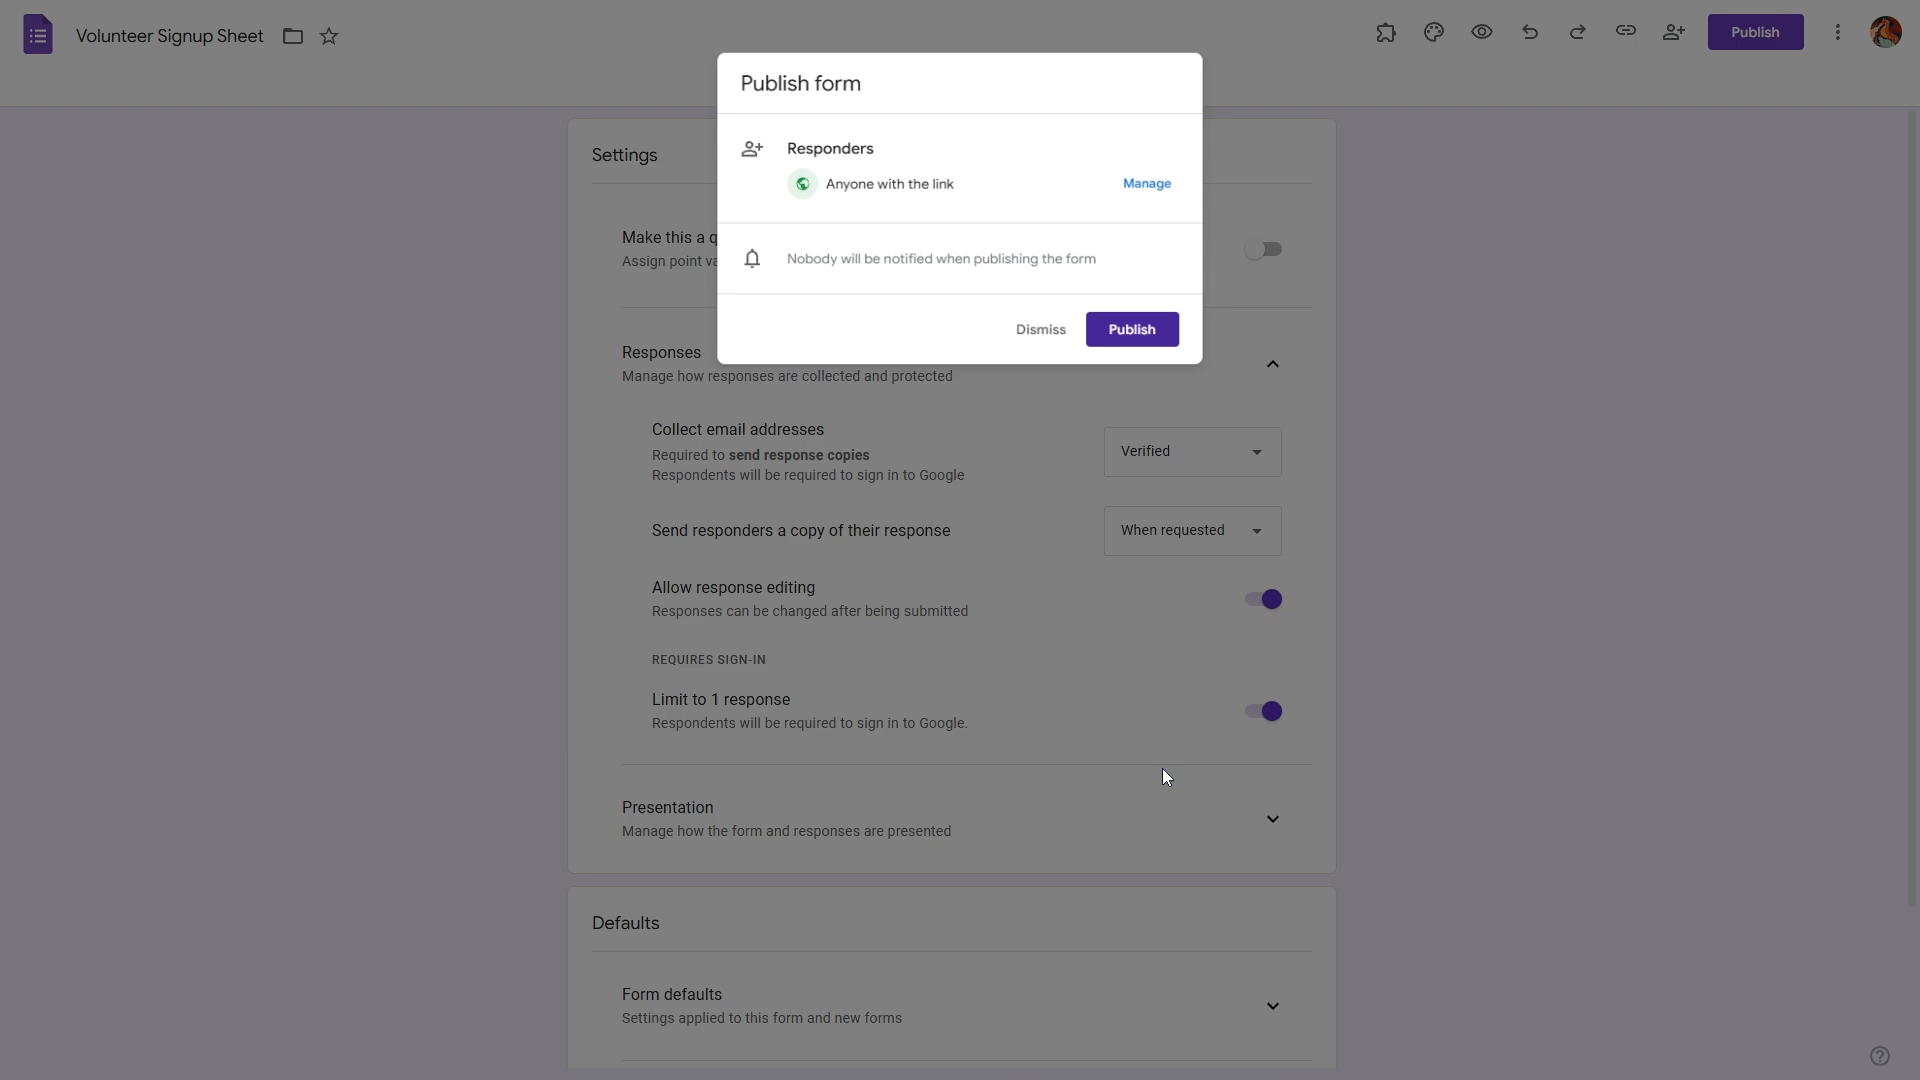 Volunteer Signup Sheet
Publish
Publish form
Responders
Anyone with the link
Manage
Nobody will be notified when publishing the form
Dismiss
Publish
Settings
Make this a q
Assign point va
Responses
Manage how responses are collected and protected
Collect email addresses
Required to send response copies
Respondents will be required to sign in to Google
Verified
Send responders a copy of their response
When requested
Allow response editing
Responses can be changed after being submitted
REQUIRES SIGN-IN
Limit to 1 response
Respondents will be required to sign in to Google.
Presentation
Manage how the form and responses are presented
Defaults
Form defaults
Settings applied to this form and new forms